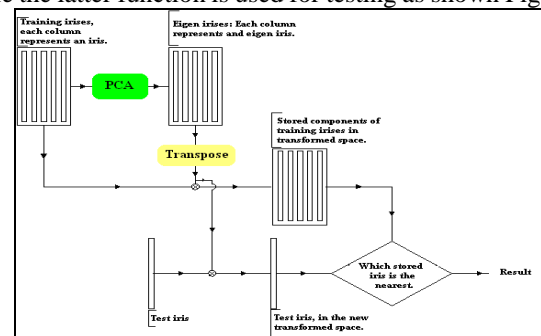 e the latter function is used for testing as shown Fig
Training irises,
each column
represents an iris.
Eigen irises: Each column
represents and eigen iris.
PCA
Stored components of
training irises in
transformed space.
Transpose
Which stored
iris is the
nearest.
Result
Test iris
Test iris, in the new
transformed space.